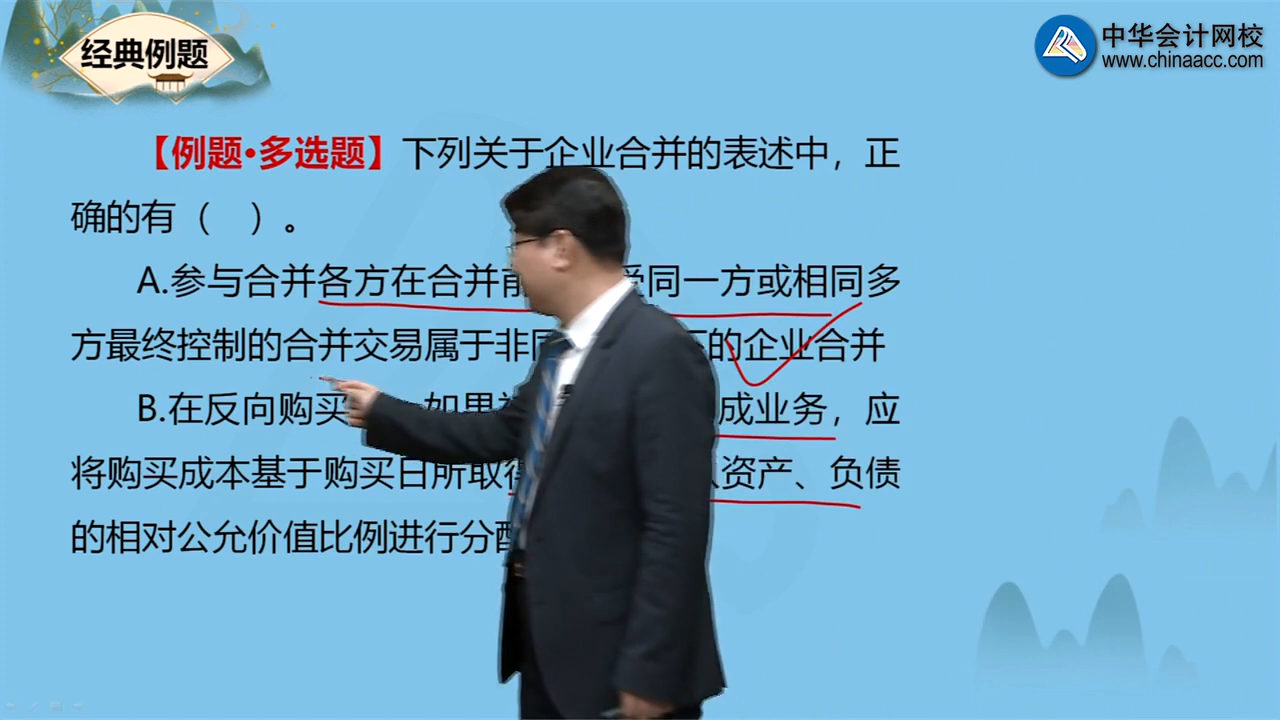 经典例题
中华会计网校
www.chinaacc.com
【例题·多选题】下列关于企业合并的表述中，正
确的有（ ）。
A.参与合并各方在合并前 受同一方或相同多
方最终控制的合并交易属于非同 下的企业合并
B.在反向购买 如果被 成业务，应
将购买成本基于购买日所取得 资产、负债
的相对公允价值比例进行分配